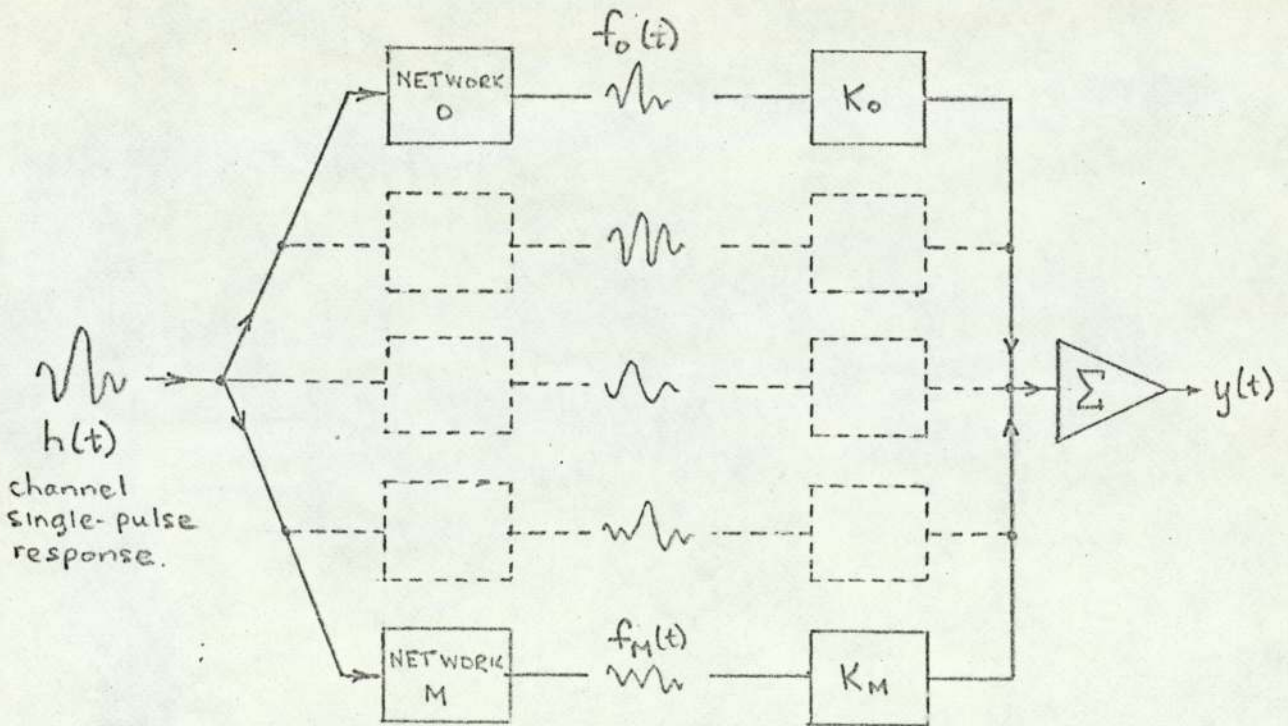 f₀(t)
NETWORK
0
K₀
h(t)
channel
single-pulse
response.
Σ
y(t)
f_M(t)
NETWORK
M
K_M